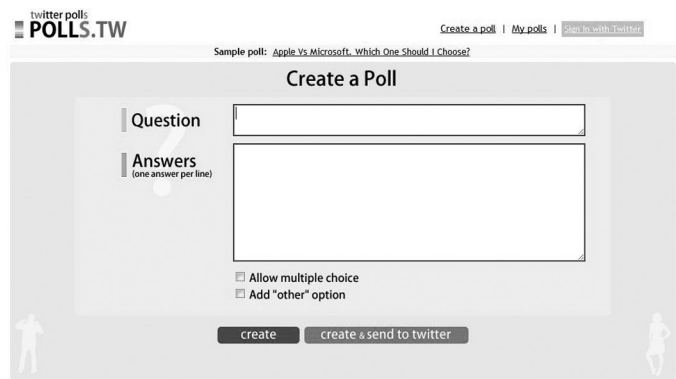 twitter polls
POLLS.TW
Create a poll | My polls | Sign in with Twitter
Sample poll: Apple Vs Microsoft. Which One Should I Choose?
Create a Poll
Question
Answers
(one answer per line)
Allow multiple choice
Add "other" option
create
create & send to twitter